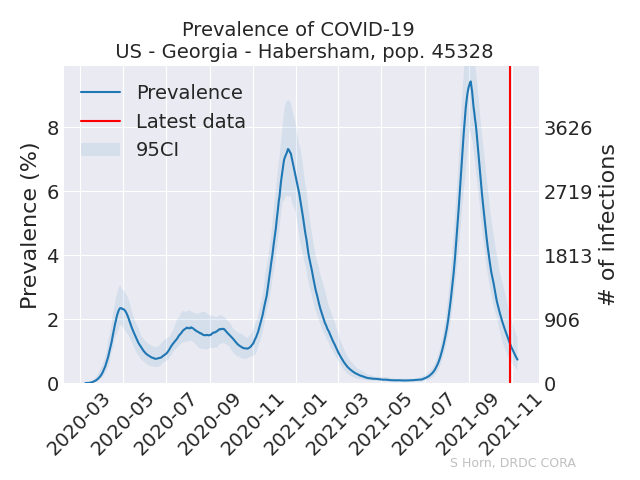 Prevalence of COVID-19
US - Georgia - Habersham, pop. 45328
Prevalence
Latest data
95CI
Prevalence (%)
8
6
4
2
0
3626
2719
1813
906
0
# of infections
2020-03
2020-05
2020-07
2020-09
2020-11
2021-01
2021-03
2021-05
2021-07
2021-09
2021-11
S Horn, DRDC CORA